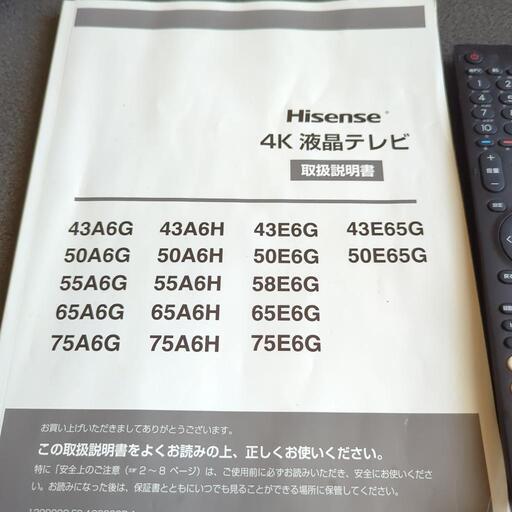 Hisense
4K 液晶テレビ
取扱説明書
43A6G 43A6H 43E6G 43E65G
50A6G 50A6H 50E6G 50E65G
55A6G 55A6H 58E6G
65A6G 65A6H 65E6G
75A6G 75A6H 75E6G
お買い上げいただきましてありがとうございます。
この取扱説明書をよくお読みの上、正しくお使いください。
特に「安全上のご注意(☞ 2～8 ページ)は、ご使用前に必ずお読みいただき、安全にお使いくださ
い。お読みになった後は、保証書とともにいつでも見ることができる場所に保管してください。
1
4
7
10
+
音量
−